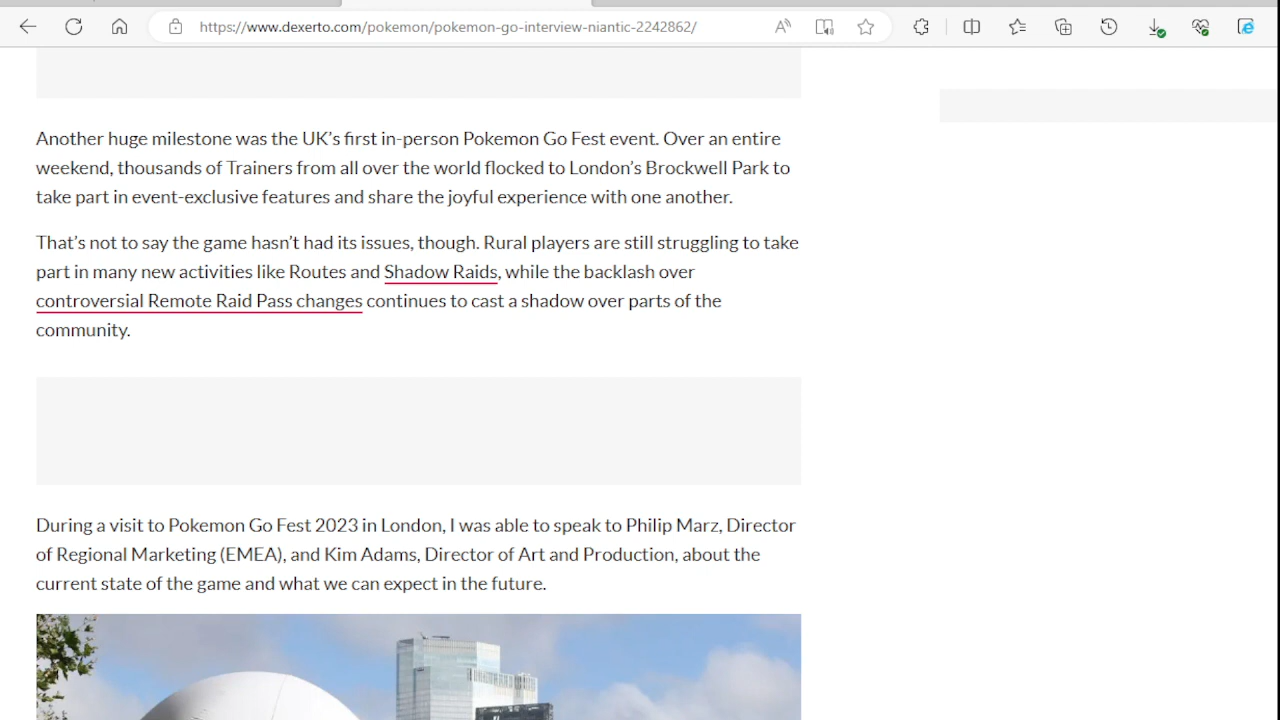 https://www.dexerto.com/pokemon/pokemon-go-interview-niantic-2242862/
Another huge milestone was the UK's first in-person Pokemon Go Fest event. Over an entire
weekend, thousands of Trainers from all over the world flocked to London's Brockwell Park to
take part in event-exclusive features and share the joyful experience with one another.
That's not to say the game hasn't had its issues, though. Rural players are still struggling to take
part in many new activities like Routes and Shadow Raids, while the backlash over
controversial Remote Raid Pass changes continues to cast a shadow over parts of the
community.
During a visit to Pokemon Go Fest 2023 in London, I was able to speak to Philip Marz, Director
of Regional Marketing (EMEA), and Kim Adams, Director of Art and Production, about the
current state of the game and what we can expect in the future.